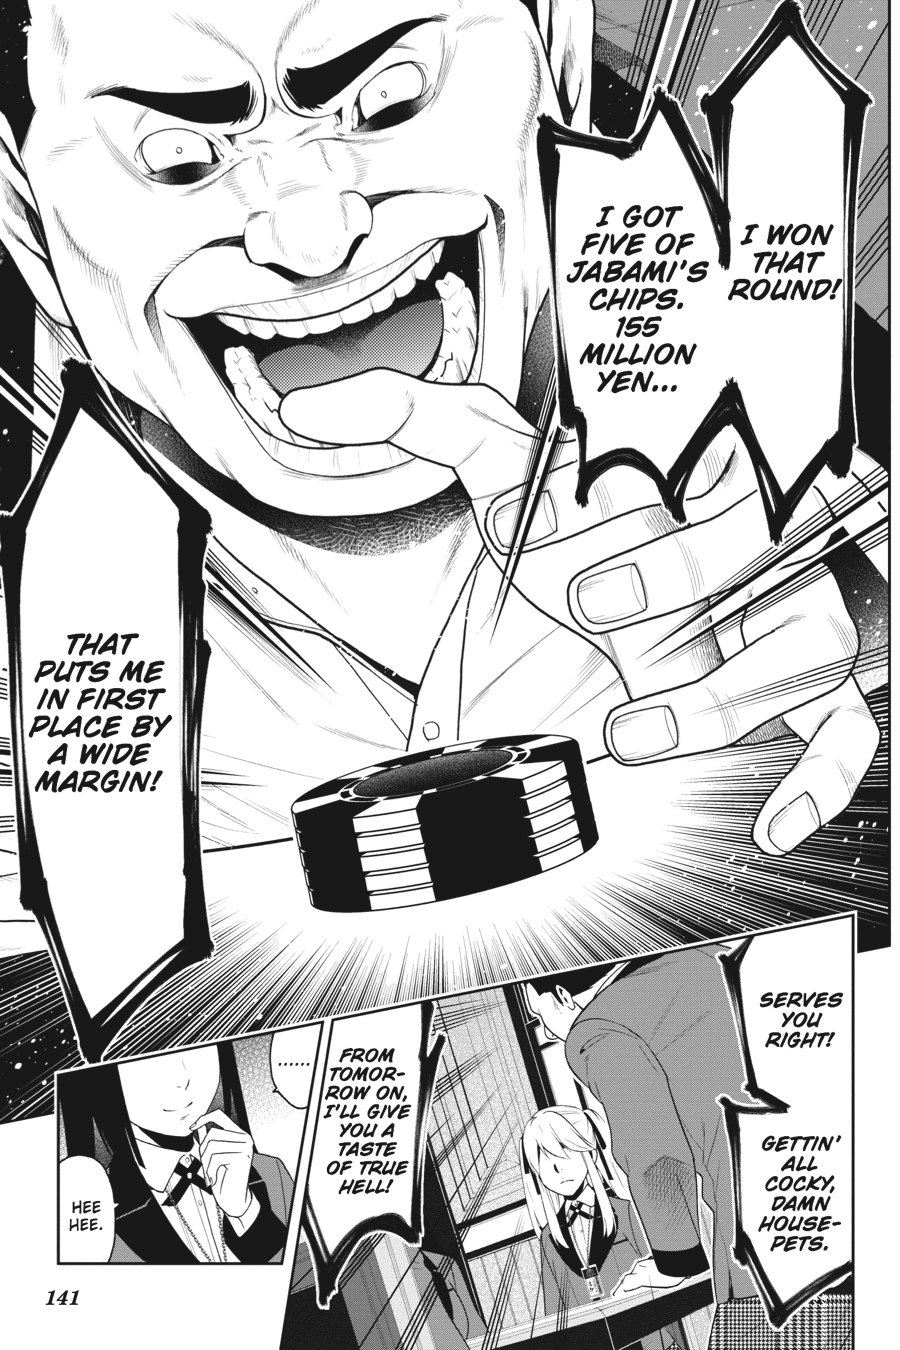 I WON
THAT
ROUND!
I GOT
FIVE OF
JABAMI'S
CHIPS.
155
MILLION
YEN...
THAT
PUTS ME
IN FIRST
PLACE BY
A WIDE
MARGIN!
SERVES
YOU
RIGHT!
GETTIN'
ALL
COCKY,
DAMN
HOUSE-
PETS.
FROM
TOMOR-
ROW ON,
I'LL GIVE
YOU A
TASTE
OF TRUE
HELL!
......
HEE
HEE.
141